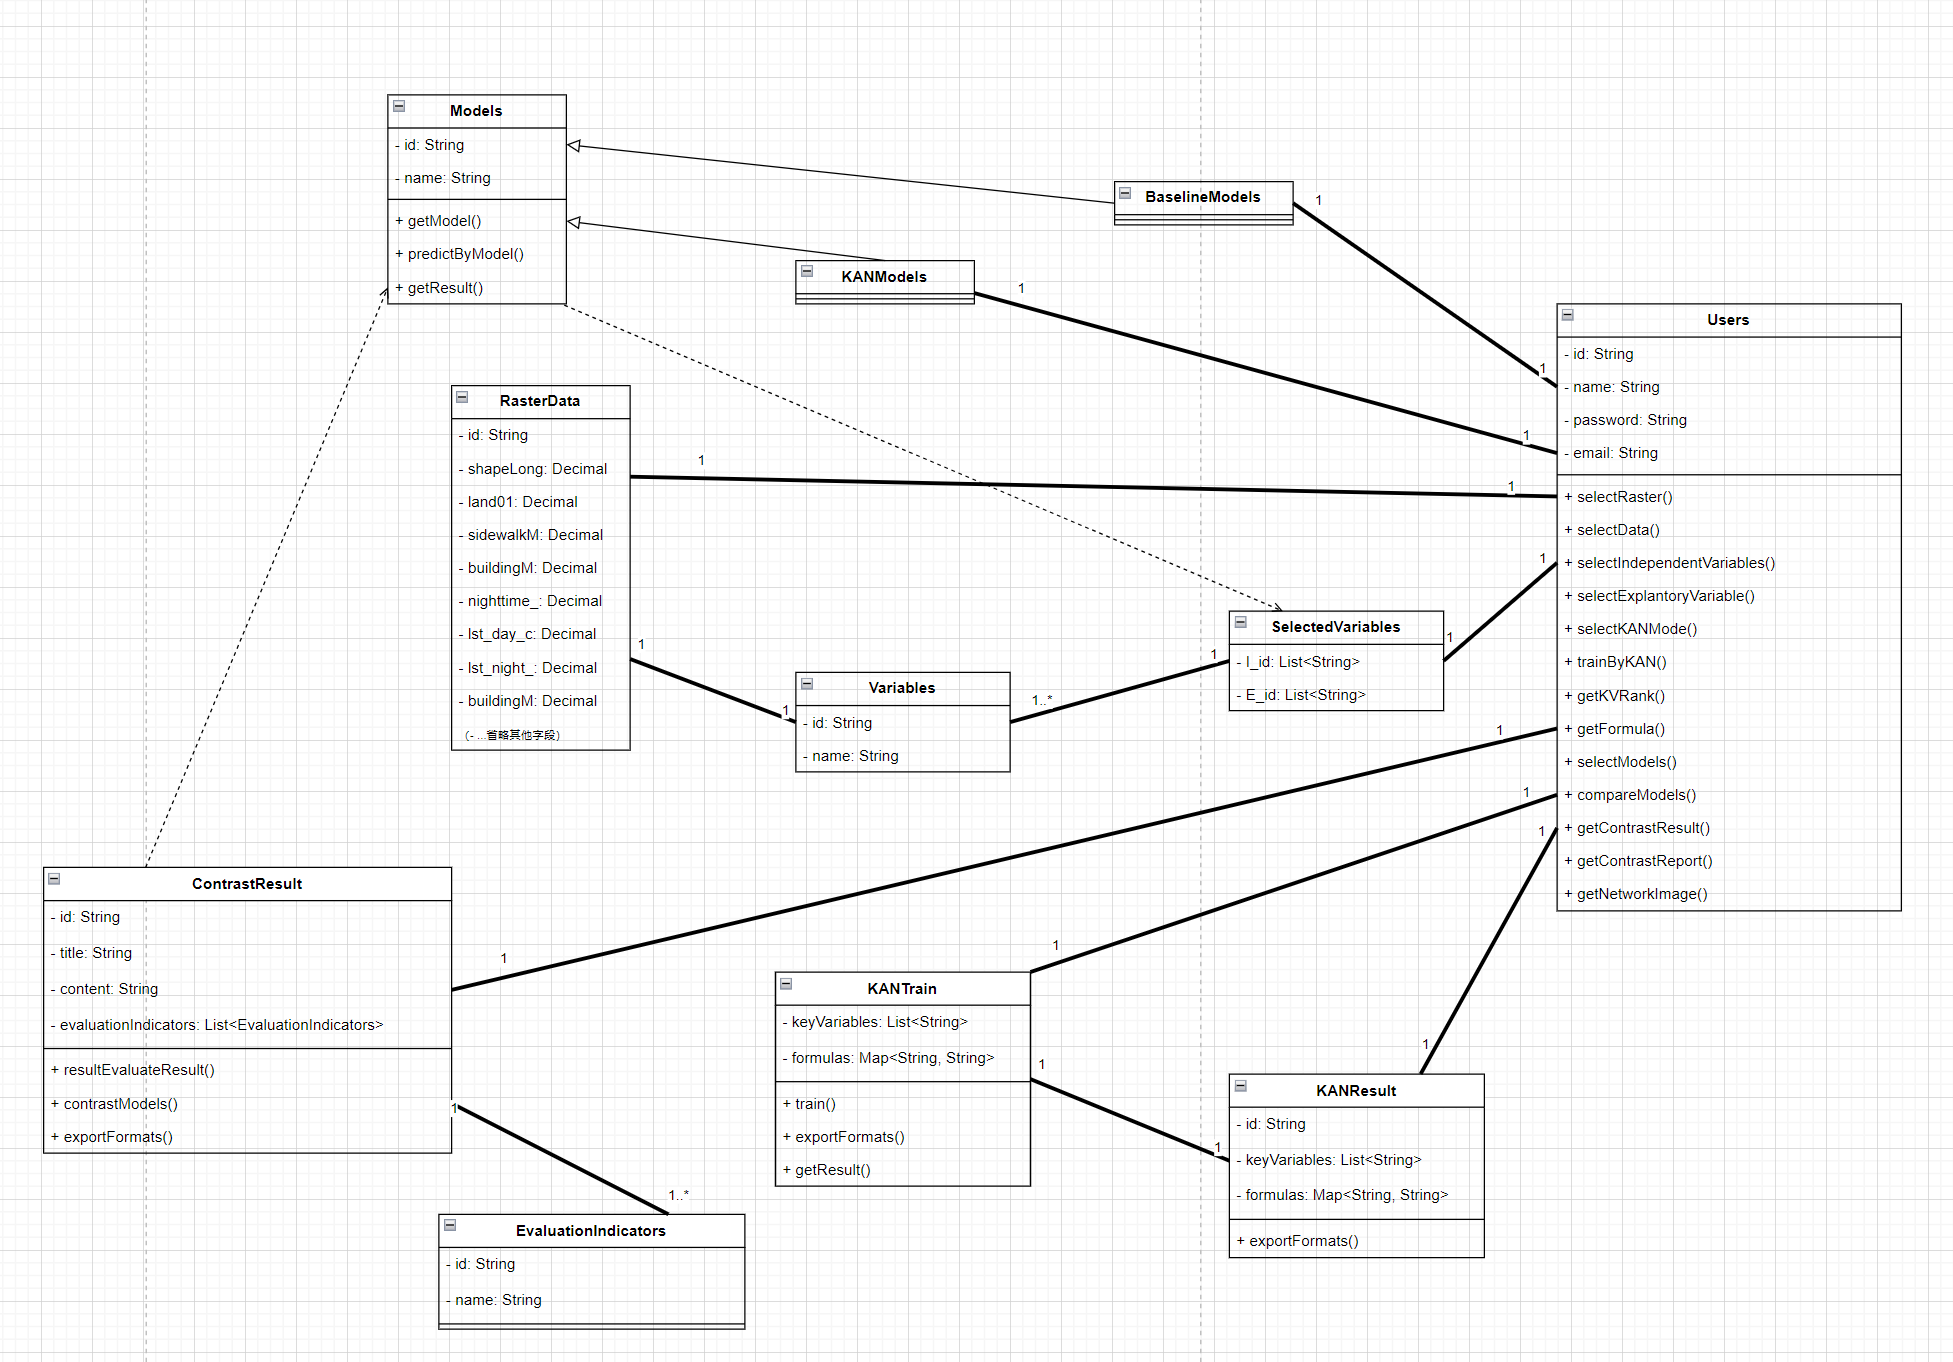 Models
- id: String
- name: String
+ getModel()
+ predictByModel()
+ getResult()
BaselineModels
1
KANModels
1
Users
- id: String
1
- name: String
- password: String
1
- email: String
+ selectRaster()
+ selectData()
+ selectIndependentVariables()
+ selectExplantoryVariable()
+ selectKANMode()
+ trainByKAN()
+ getKVRank()
+ getFormula()
+ selectModels()
+ compareModels()
+ getContrastResult()
+ getContrastReport()
+ getNetworkImage()
RasterData
- id: String
- shapeLong: Decimal
- land01: Decimal
- sidewalkM: Decimal
- buildingM: Decimal
- nighttime_: Decimal
- lst_day_c: Decimal
- lst_night_: Decimal
- buildingM: Decimal
(- ...省略其他字段)
1
1
1
1
Variables
- id: String
- name: String
1..*
1
SelectedVariables
- I_id: List<String>
- E_id: List<String>
1
1
1
1
1
ContrastResult
- id: String
- title: String
- content: String
- evaluationIndicators: List<EvaluationIndicators>
+ resultEvaluateResult()
+ contrastModels()
+ exportFormats()
1
1
1..*
EvaluationIndicators
- id: String
- name: String
1
KANTrain
- keyVariables: List<String>
- formulas: Map<String, String>
+ train()
+ exportFormats()
+ getResult()
1
1
1
KANResult
- id: String
- keyVariables: List<String>
- formulas: Map<String, String>
+ exportFormats()